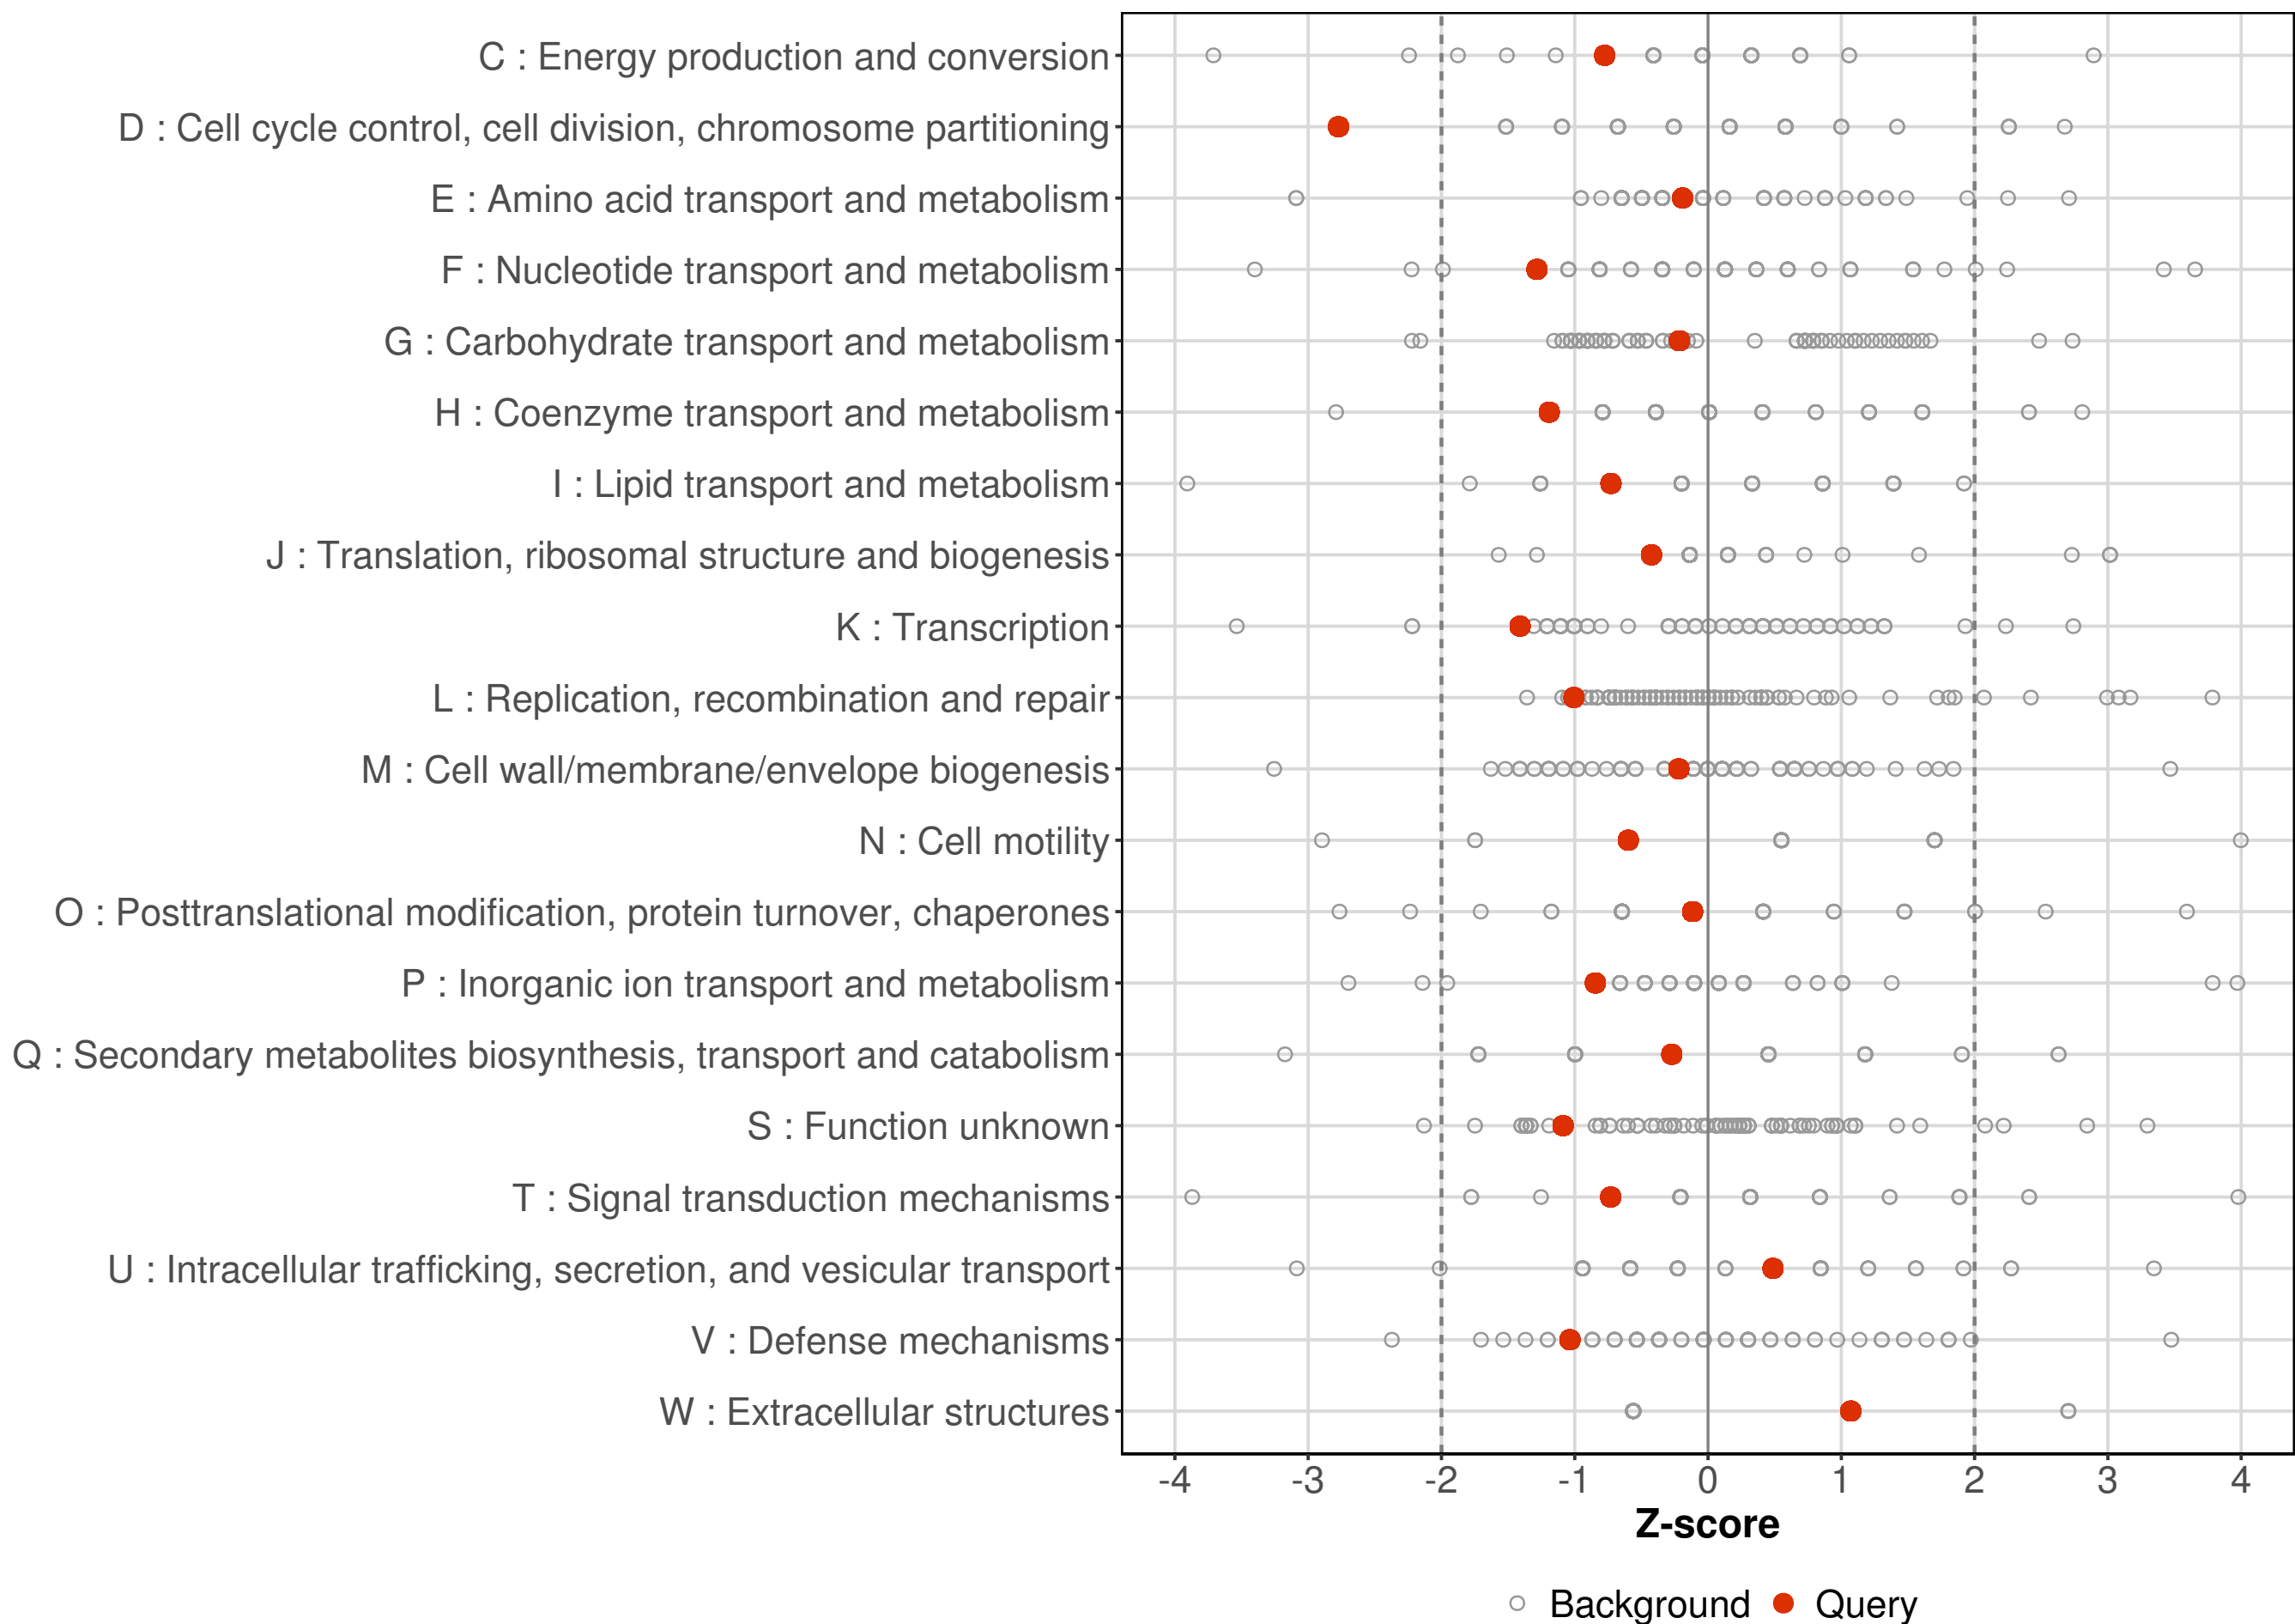 C : Energy production and conversion
D : Cell cycle control, cell division, chromosome partitioning
E : Amino acid transport and metabolism
F : Nucleotide transport and metabolism
G : Carbohydrate transport and metabolism
H : Coenzyme transport and metabolism
I : Lipid transport and metabolism
J : Translation, ribosomal structure and biogenesis
K : Transcription
L : Replication, recombination and repair
M : Cell wall/membrane/envelope biogenesis
N : Cell motility
O : Posttranslational modification, protein turnover, chaperones
P : Inorganic ion transport and metabolism
Q : Secondary metabolites biosynthesis, transport and catabolism
S : Function unknown
T : Signal transduction mechanisms
U : Intracellular trafficking, secretion, and vesicular transport
V : Defense mechanisms
W : Extracellular structures
-4 -3 -2 -1 0 1 2 3 4
Z-score
Background Query